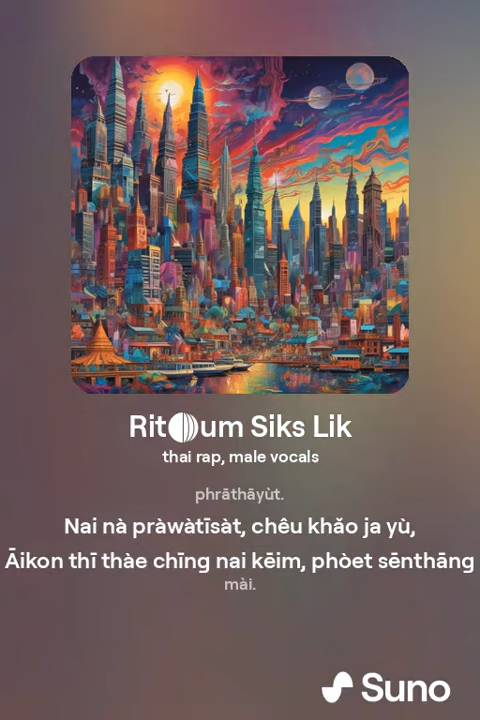 Rit um Siks Lik
thai rap, male vocals
phrāthāyùt.
Nai nà pràwàtīsàt, chêu khǎo ja yù,
Āikon thī thàe chīng nai kēim, phòet sēnthāng
mài.
Suno